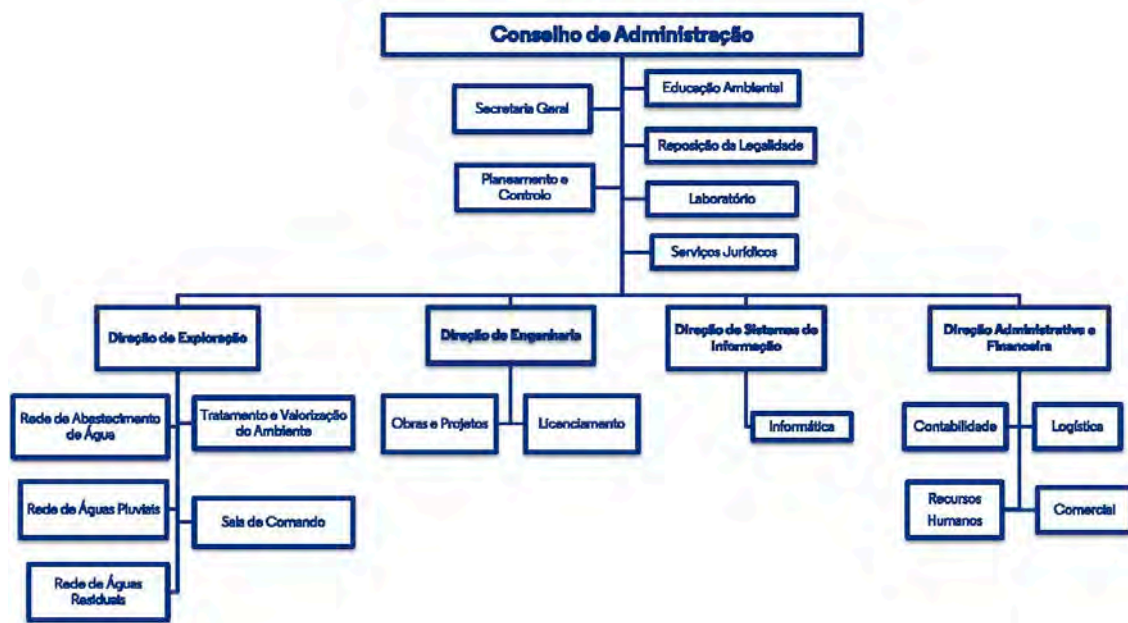 Conselho de Administração
Educação Ambiental
Secretaria Geral
Reposição da Legalidade
Planeamento e
Controlo
Laboratório
Serviços Jurídicos
Direção de Exploração
Direção de Engenharia
Direção de Sistemas de
Informação
Direção Administrativa e
Financeira
Rede de Abastecimento
de Água
Tratamento e Valorização
do Ambiente
Obras e Projetos
Licenciamento
Informática
Contabilidade
Logística
Rede de Águas Pluviais
Sala de Comando
Recursos
Humanos
Comercial
Rede de Águas
Residuais